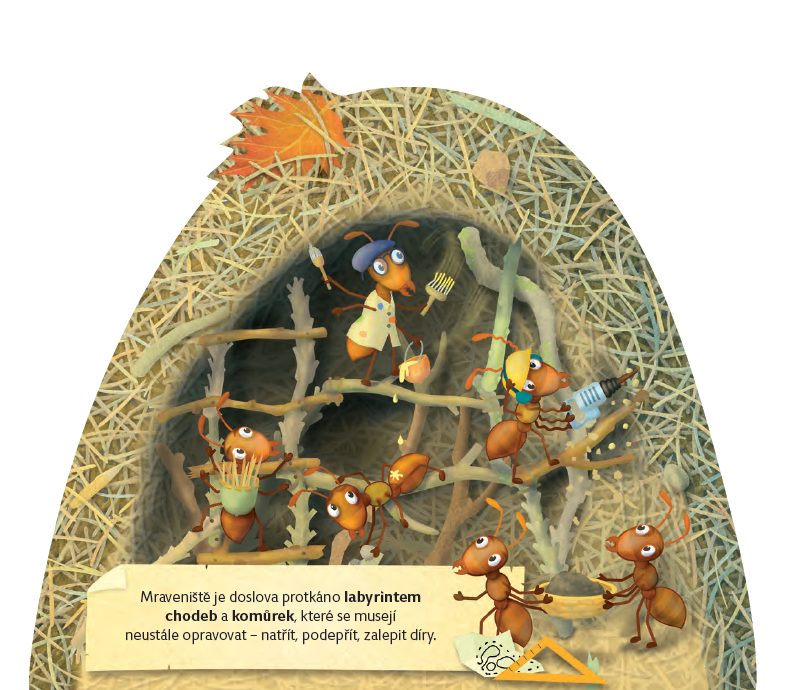 Mraveniště je doslova protkáno labyrintem
chodeb a komůrek, které se musejí
neustále opravovat – natřít, podepřít, zalepit díry.